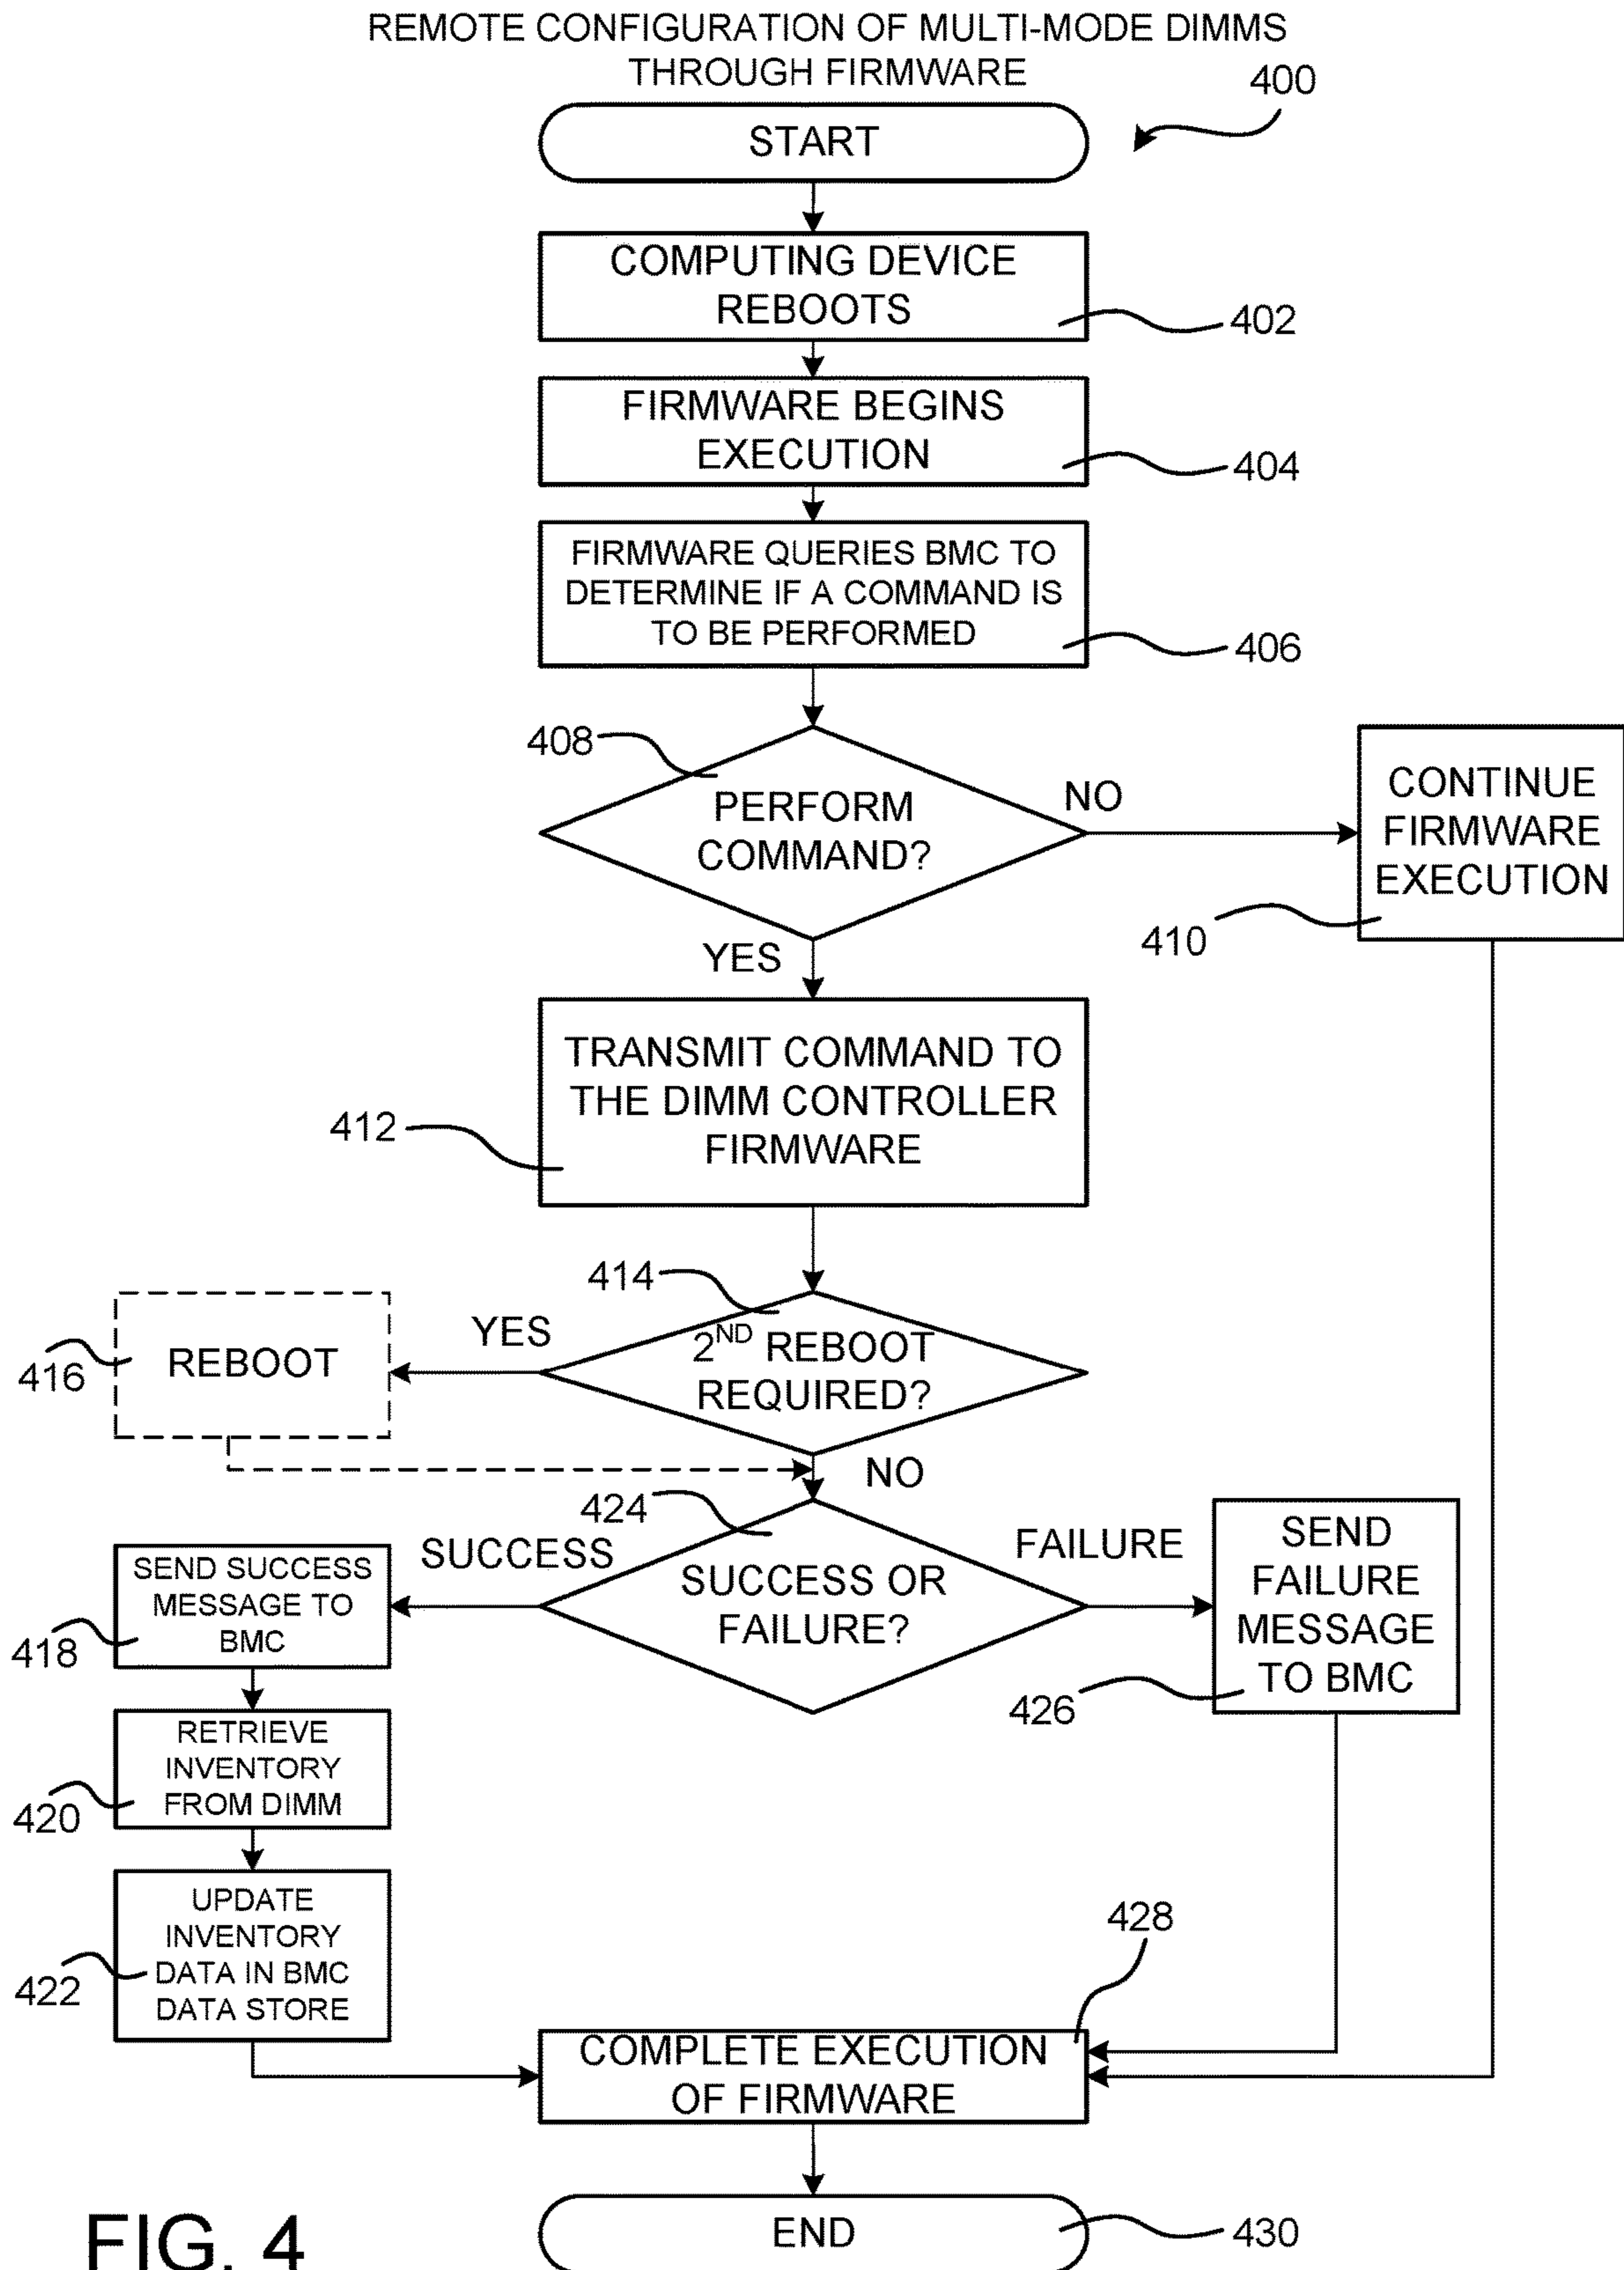 REMOTE CONFIGURATION OF MULTI-MODE DIMMS
THROUGH FIRMWARE
400
START
COMPUTING DEVICE
REBOOTS
402
FIRMWARE BEGINS
EXECUTION
404
FIRMWARE QUERIES BMC TO
DETERMINE IF A COMMAND IS
TO BE PERFORMED
406
408
PERFORM
COMMAND?
NO
CONTINUE
FIRMWARE
EXECUTION
410
YES
TRANSMIT COMMAND TO
THE DIMM CONTROLLER
FIRMWARE
412
414
2ND REBOOT
REQUIRED?
YES
REBOOT
416
NO
424
SUCCESS OR
FAILURE?
SUCCESS
FAILURE
SEND SUCCESS
MESSAGE TO
BMC
418
SEND
FAILURE
MESSAGE
TO BMC
426
RETRIEVE
INVENTORY
FROM DIMM
420
UPDATE
INVENTORY
DATA IN BMC
DATA STORE
422
428
COMPLETE EXECUTION
OF FIRMWARE
END
430
FIG. 4